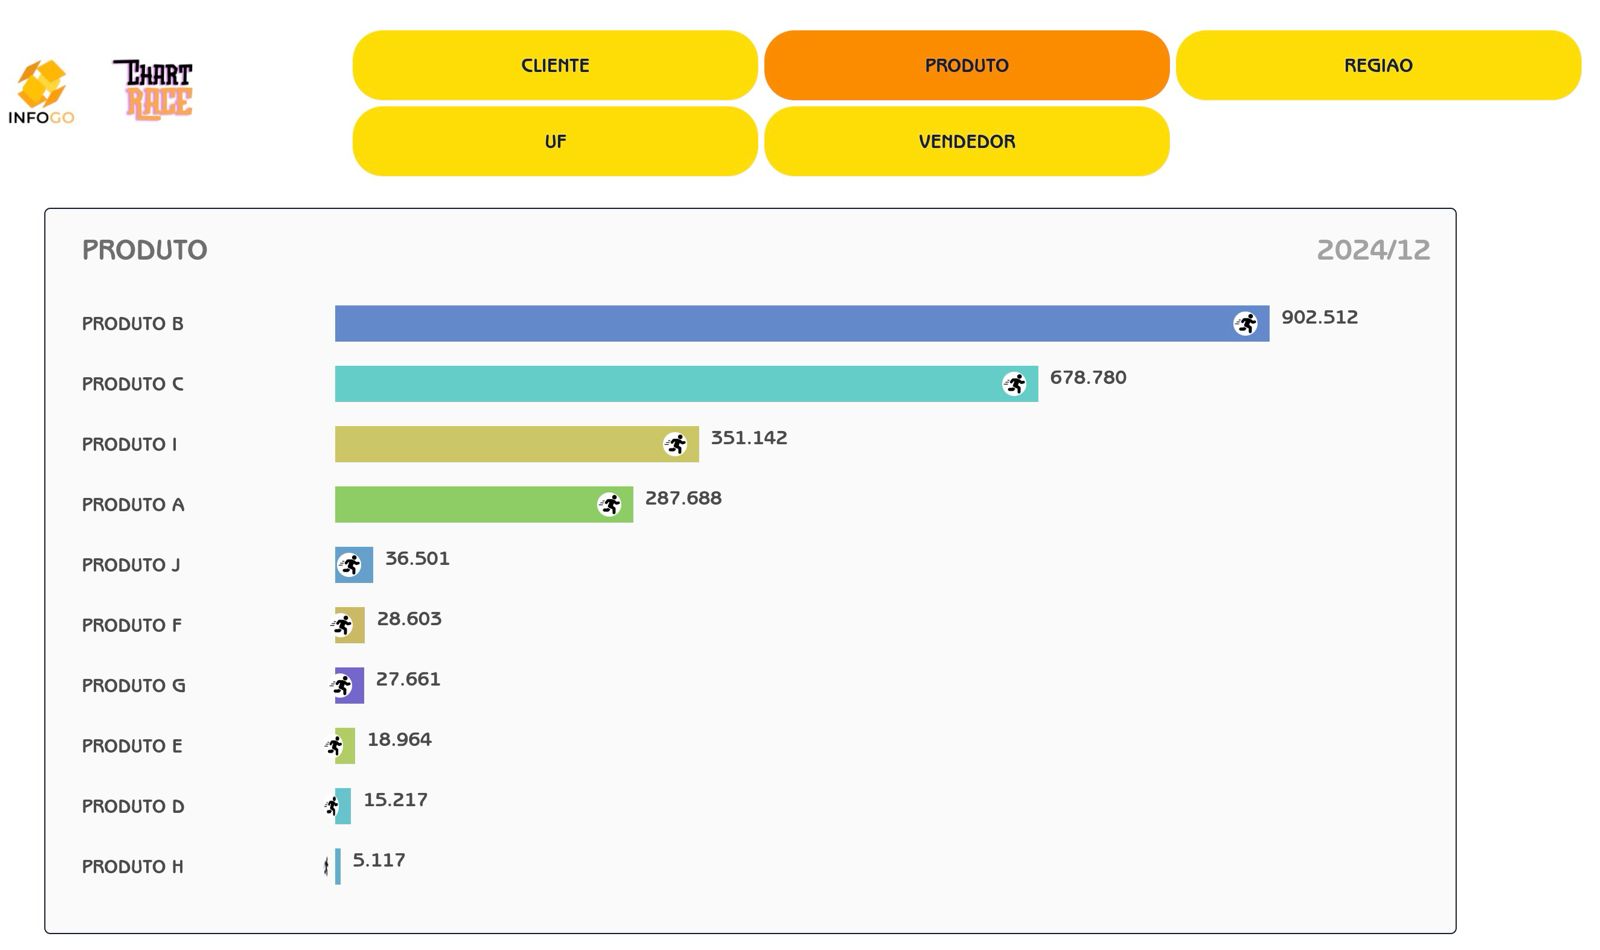 INFOGO
CHART
RACE
CLIENTE
PRODUTO
REGIAO
UF
VENDEDOR
PRODUTO
2024/12
PRODUTO B 902.512
PRODUTO C 678.780
PRODUTO I 351.142
PRODUTO A 287.688
PRODUTO J 36.501
PRODUTO F 28.603
PRODUTO G 27.661
PRODUTO E 18.964
PRODUTO D 15.217
PRODUTO H 5.117